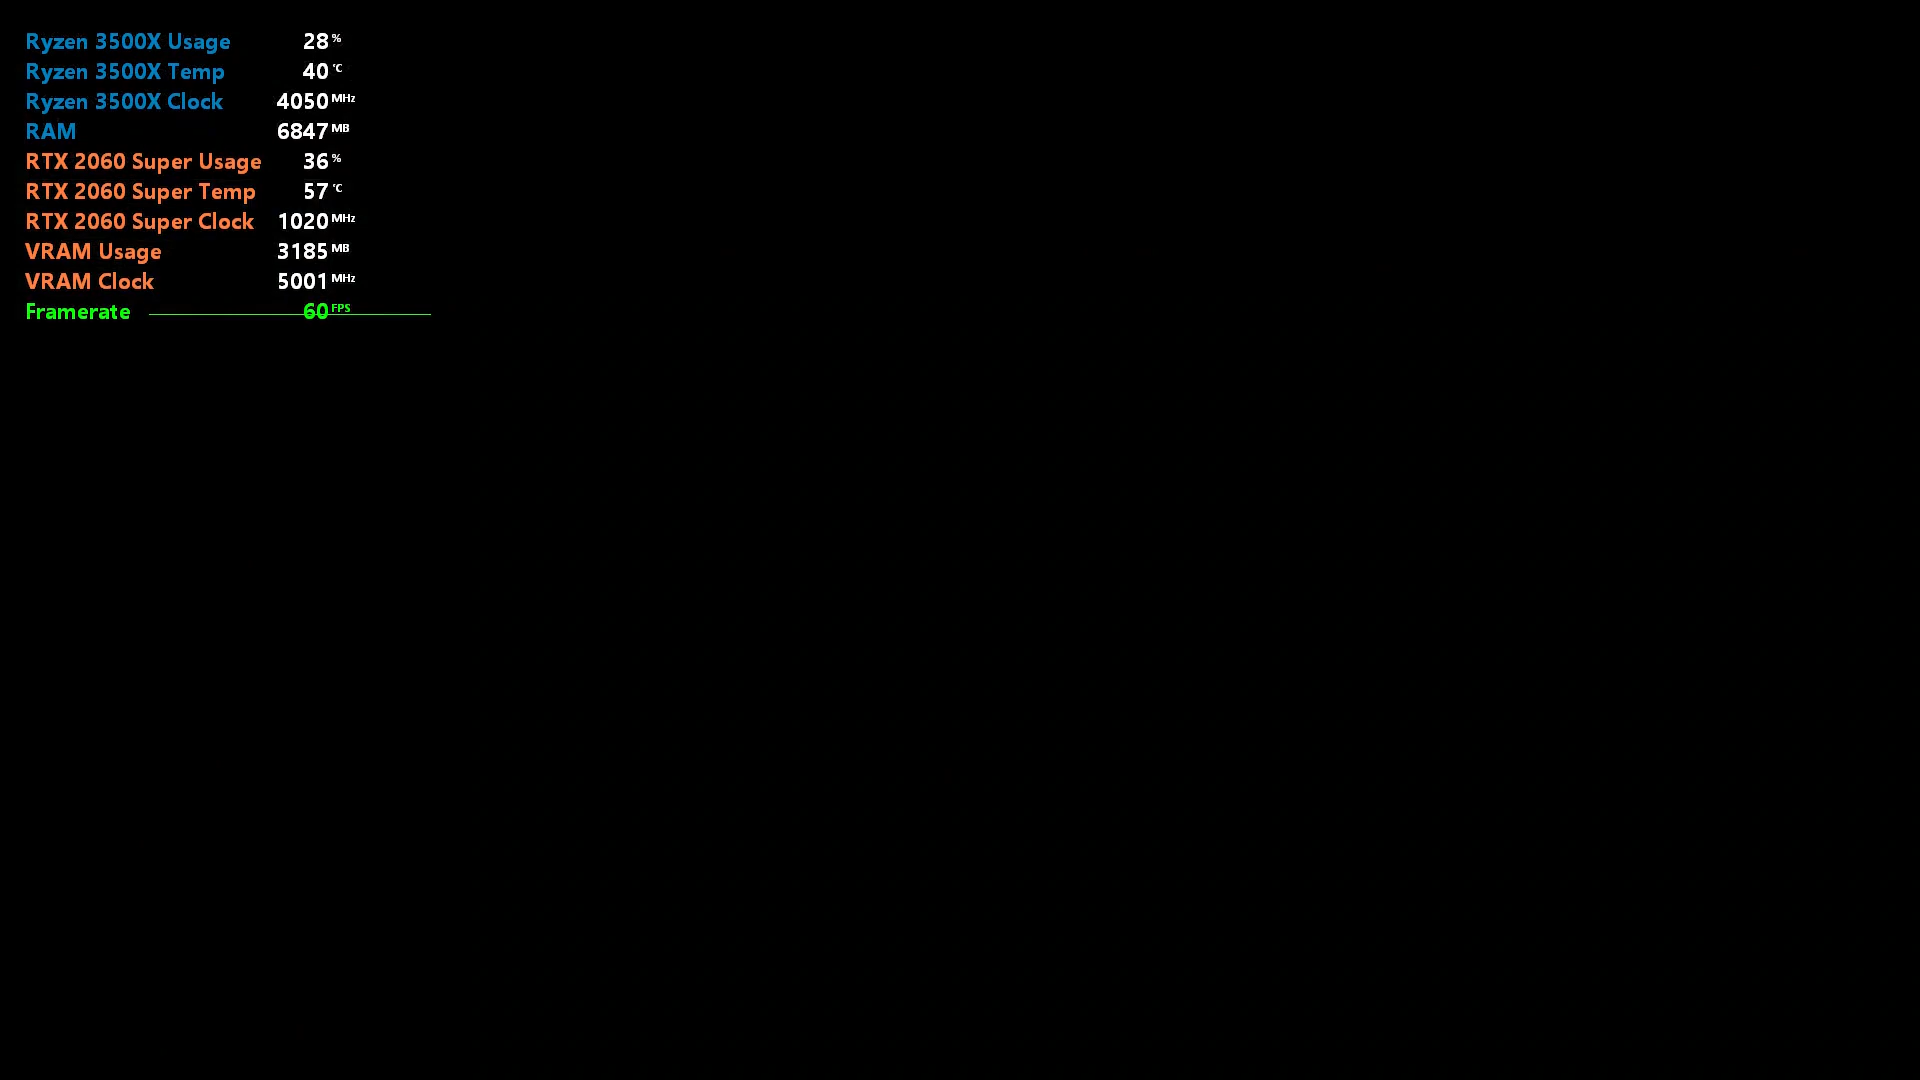 Ryzen 3500X Usage 28 %
Ryzen 3500X Temp 40 °C
Ryzen 3500X Clock 4050 MHz
RAM 6847 MB
RTX 2060 Super Usage 36 %
RTX 2060 Super Temp 57 °C
RTX 2060 Super Clock 1020 MHz
VRAM Usage 3185 MB
VRAM Clock 5001 MHz
Framerate 60 FPS